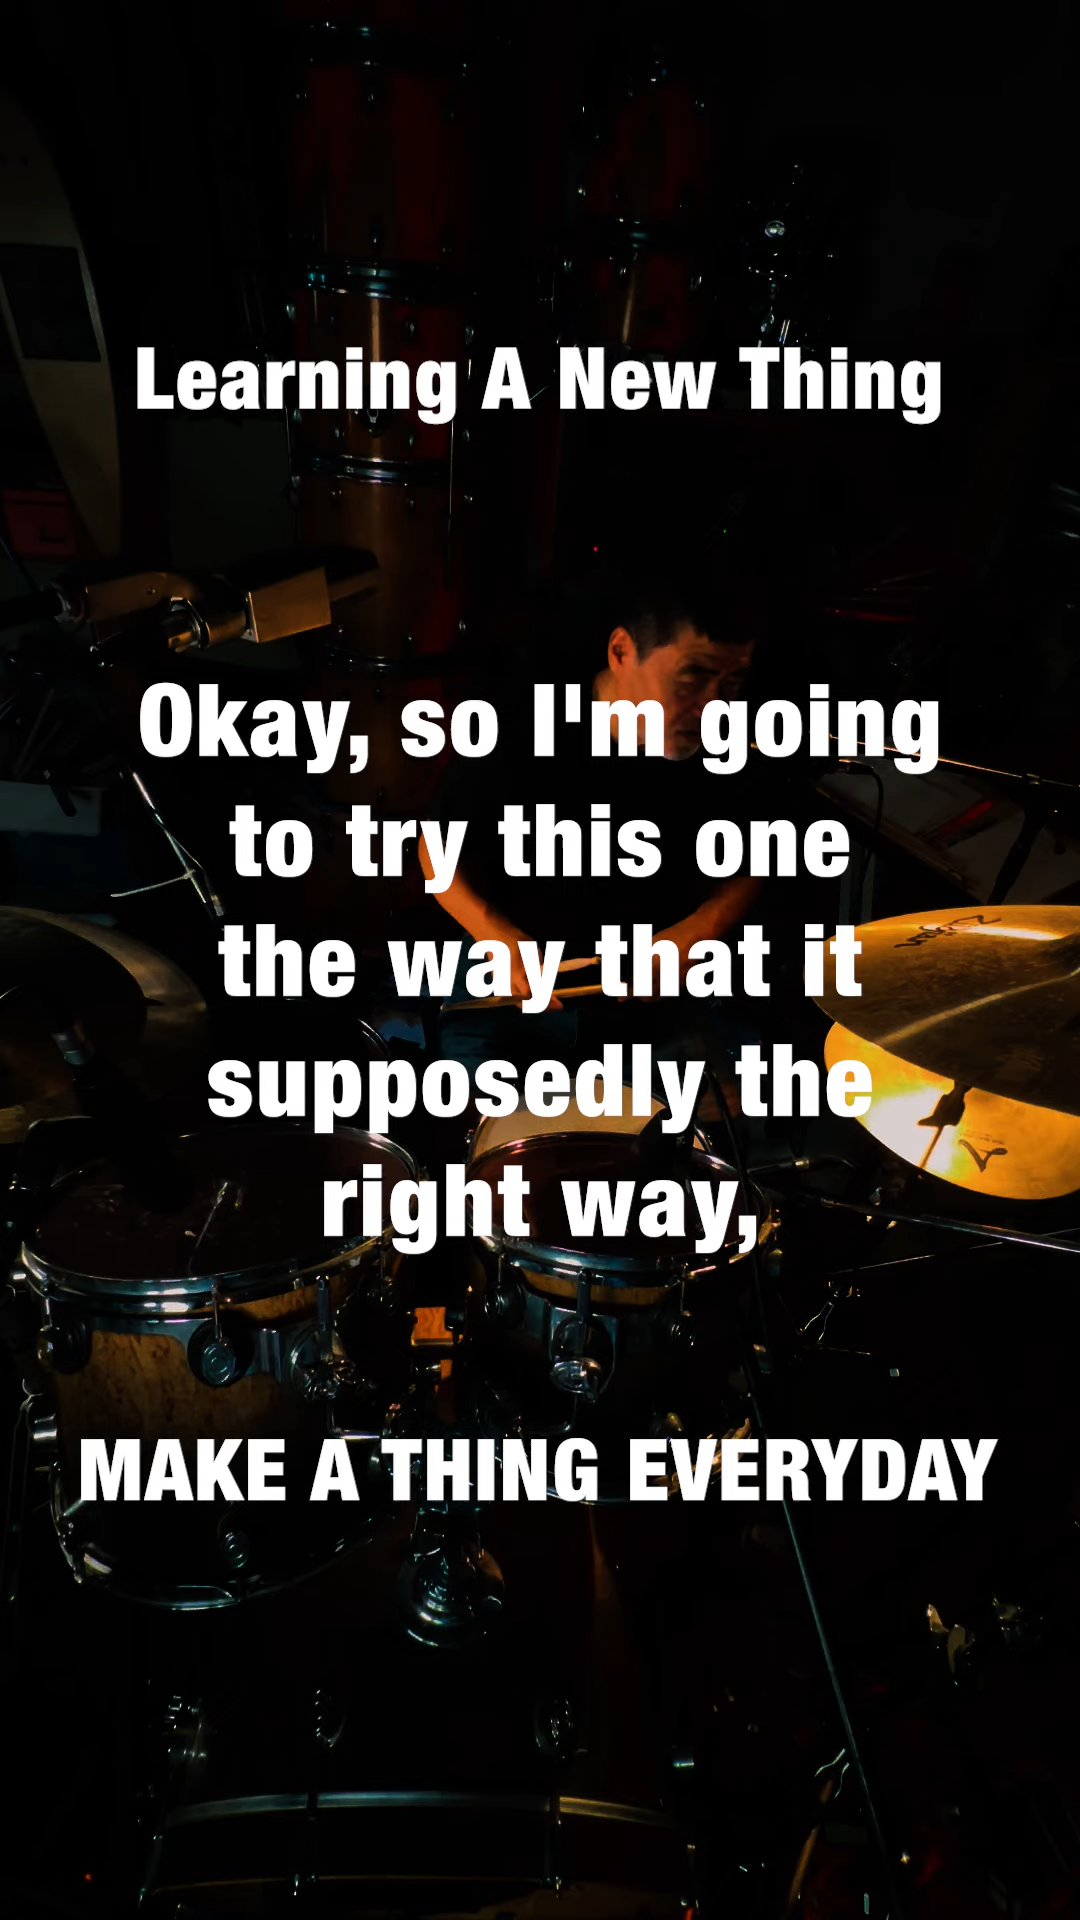 Learning A New Thing
Okay, so I'm going
to try this one
the way that it
supposedly the
right way,
MAKE A THING EVERYDAY